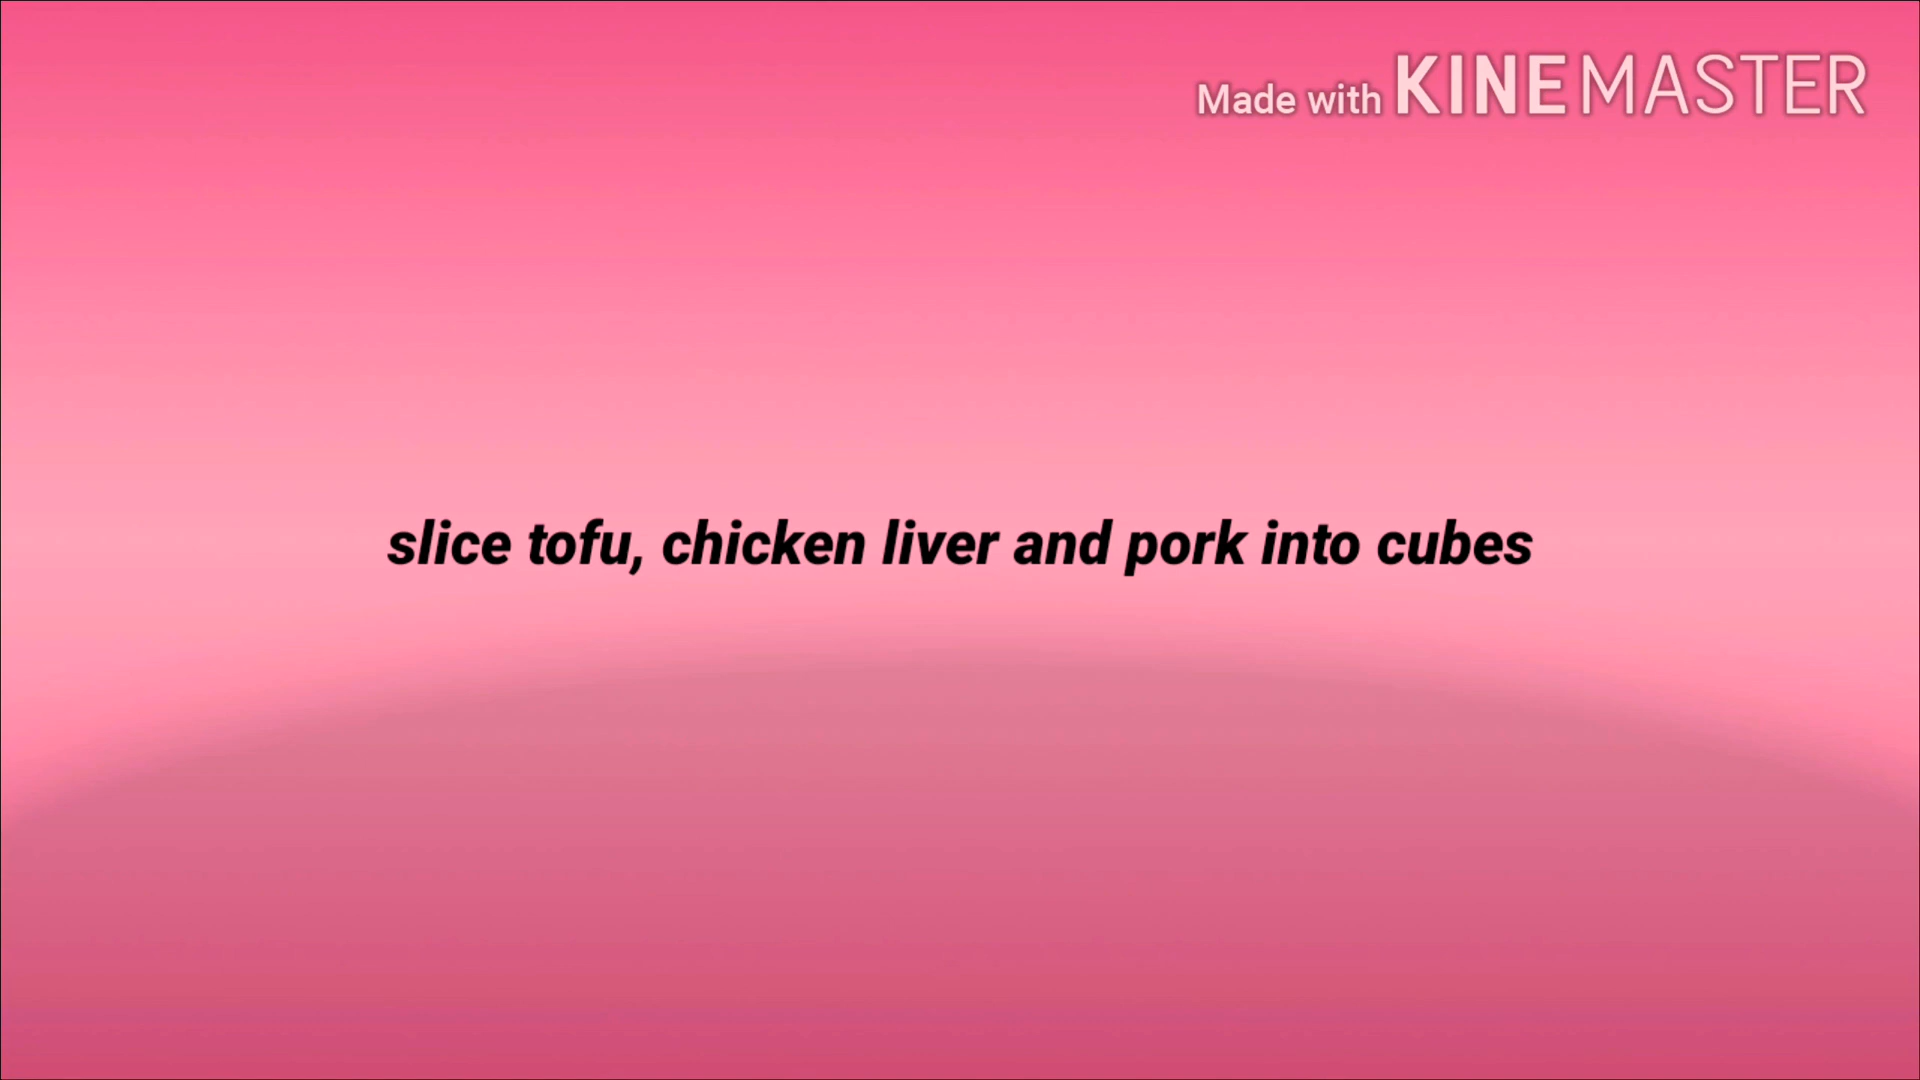 Made with KINEMASTER
slice tofu, chicken liver and pork into cubes